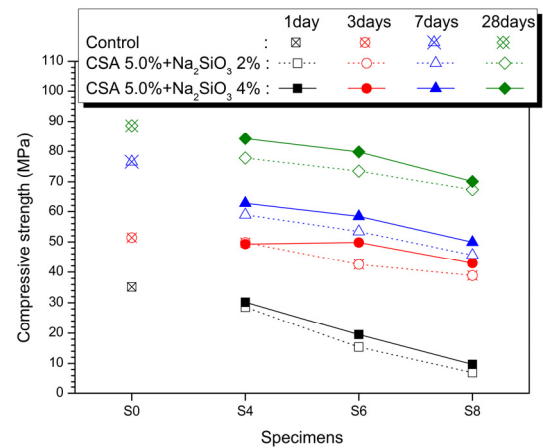 1day 3days 7days 28days
Control :
CSA 5.0%+Na₂SiO₃ 2% :
CSA 5.0%+Na₂SiO₃ 4% :
110
100
90
80
70
60
50
40
30
20
10
0
Compressive strength (MPa)
S0 S4 S6 S8
Specimens